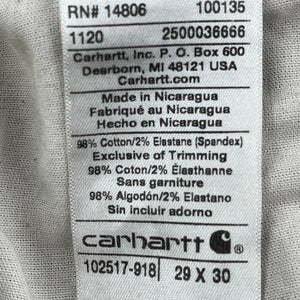 RN# 14806 100135
1120 2500036666
Carhartt, Inc. P. O. Box 600
Dearborn, MI 48121 USA
Carhartt.com
Made in Nicaragua
Fabriqué au Nicaragua
Hecho en Nicaragua
98% Cotton/2% Elastane (Spandex)
Exclusive of Trimming
98% Coton/2% Élasthanne
Sans garniture
98% Algodón/2% Elastano
Sin incluir adorno
carhartt
102517-918 29 X 30